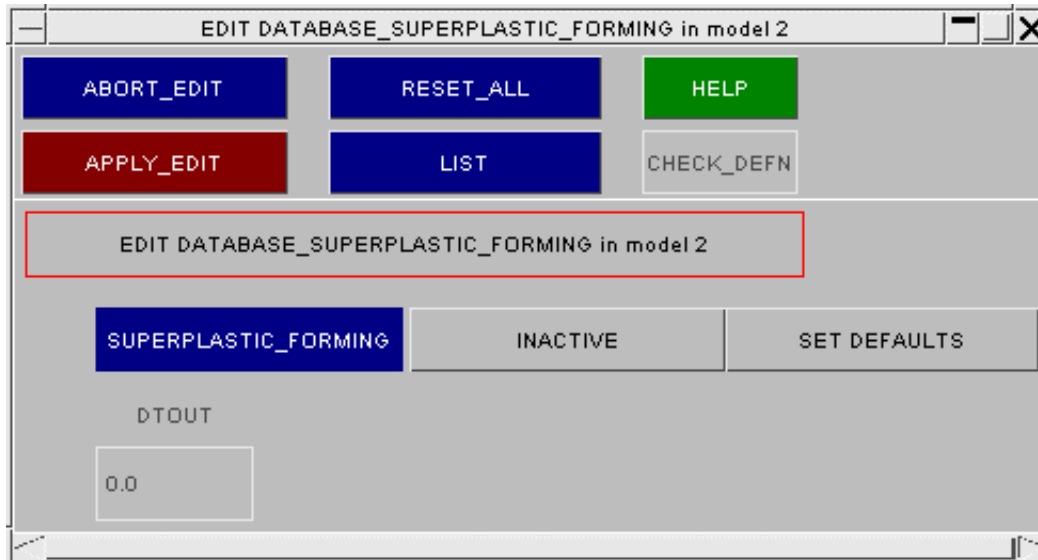 EDIT DATABASE_SUPERPLASTIC_FORMING in model 2
ABORT_EDIT RESET_ALL HELP
APPLY_EDIT LIST CHECK_DEFN
EDIT DATABASE_SUPERPLASTIC_FORMING in model 2
SUPERPLASTIC_FORMING INACTIVE SET DEFAULTS
DTOUT
0.0